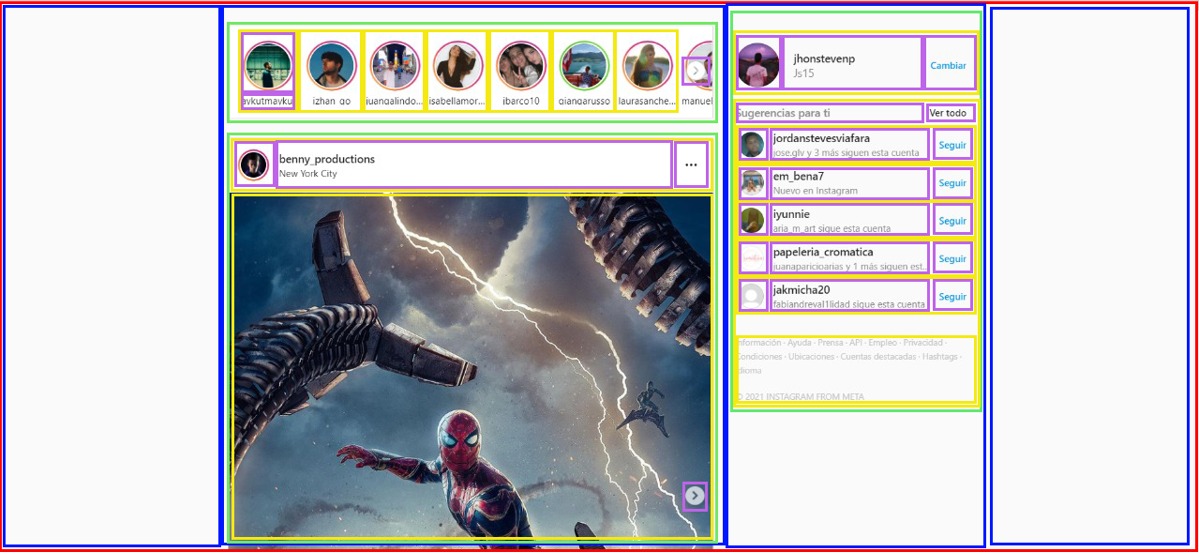 aykutmayku
izhan_go
juangalindo...
isabellamor...
ibarco10
giangarusso
laurasanche...
manuel
benny_productions
New York City
...
jhonstevenp
Js15
Cambiar
Sugerencias para ti
Ver todo
jordanstevesviafara
jose.glv y 3 más siguen esta cuenta
Seguir
em_bena7
Nuevo en Instagram
Seguir
iyunnie
aria_m_art sigue esta cuenta
Seguir
papeleria_cromatica
juanaparicioarias y 1 más siguen est...
Seguir
jakmicha20
fabiandreval1lidad sigue esta cuenta
Seguir
Información · Ayuda · Prensa · API · Empleo · Privacidad ·
Condiciones · Ubicaciones · Cuentas destacadas · Hashtags ·
Idioma
© 2021 INSTAGRAM FROM META